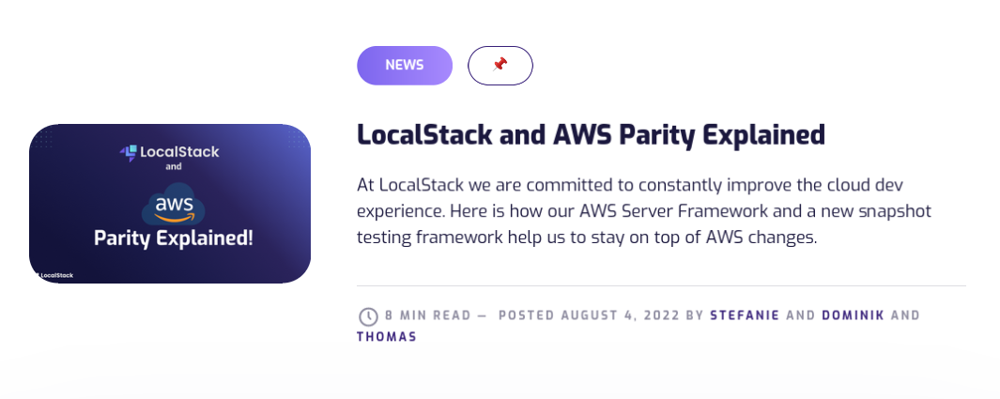 NEWS
LocalStack
and
aws
Parity Explained!
LocalStack
LocalStack and AWS Parity Explained
At LocalStack we are committed to constantly improve the cloud dev
experience. Here is how our AWS Server Framework and a new snapshot
testing framework help us to stay on top of AWS changes.
8 MIN READ — POSTED AUGUST 4, 2022 BY STEFANIE AND DOMINIK AND
THOMAS